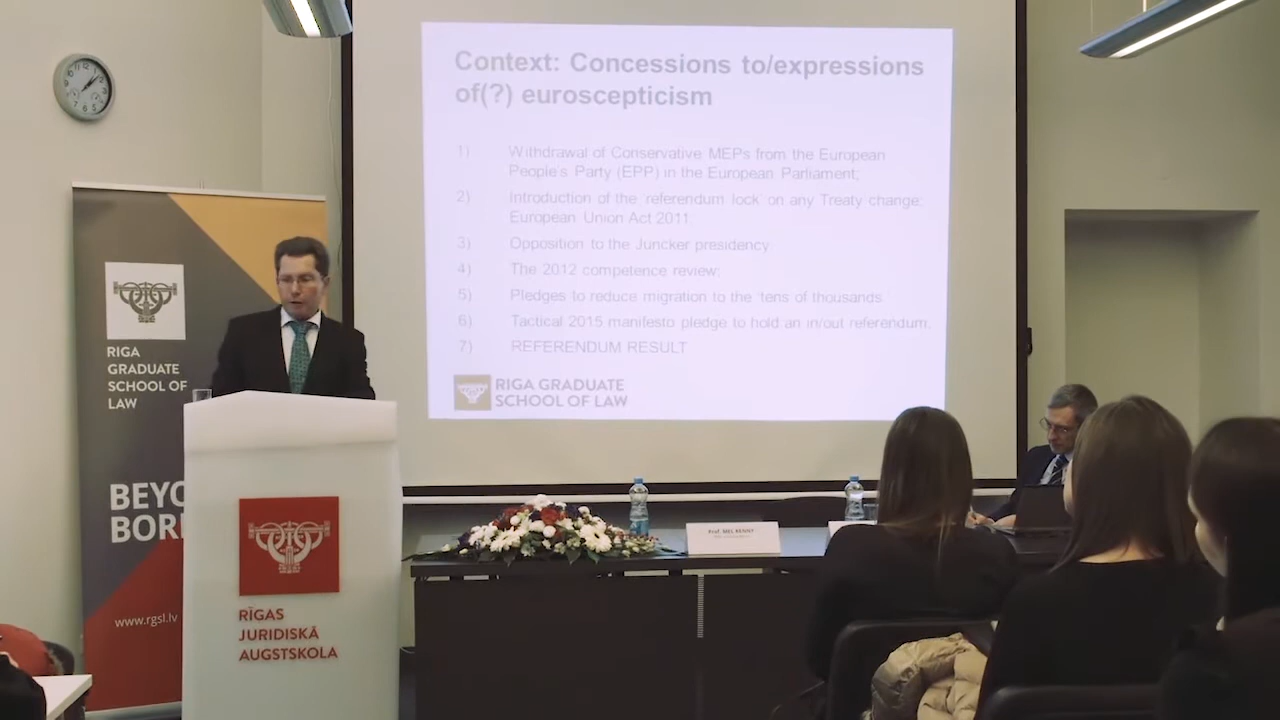 Context: Concessions to/expressions
of(?) euroscepticism
1) Withdrawal of Conservative MEPs from the European
People's Party (EPP) in the European Parliament;
2) Introduction of the 'referendum lock' on any Treaty change:
European Union Act 2011;
3) Opposition to the Juncker presidency
4) The 2012 competence review;
5) Pledges to reduce migration to the 'tens of thousands
6) Tactical 2015 manifesto pledge to hold an in/out referendum.
7) REFERENDUM RESULT
RIGA GRADUATE
SCHOOL OF LAW
RIGA
GRADUATE
SCHOOL OF
LAW
BEYO
BORD
www.rgsl.lv
RĪGAS
JURIDISKĀ
AUGSTSKOLA
Prof. MEL KENNY